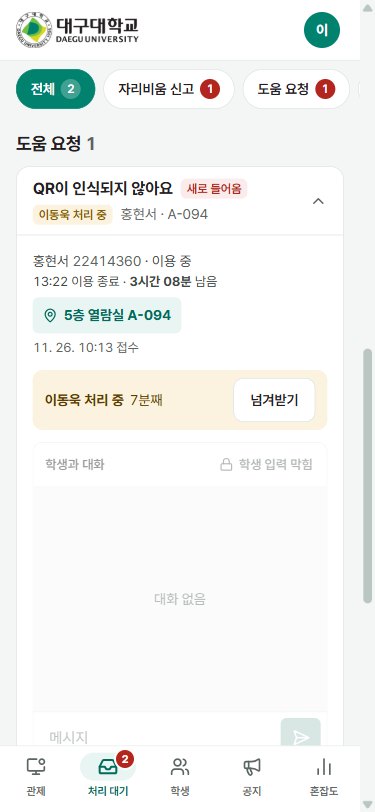 대구대학교
DAEGU UNIVERSITY
이
전체 2
자리비움 신고 1
도움 요청 1
도움 요청 1
QR이 인식되지 않아요 새로 들어옴
이동욱 처리 중 홍현서 · A-094
홍현서 22414360 · 이용 중
13:22 이용 종료 · 3시간 08분 남음
5층 열람실 A-094
11. 26. 10:13 접수
이동욱 처리 중 7분째 넘겨받기
학생과 대화 학생 입력 막힘
대화 없음
메시지
2
관제 처리 대기 학생 공지 혼잡도